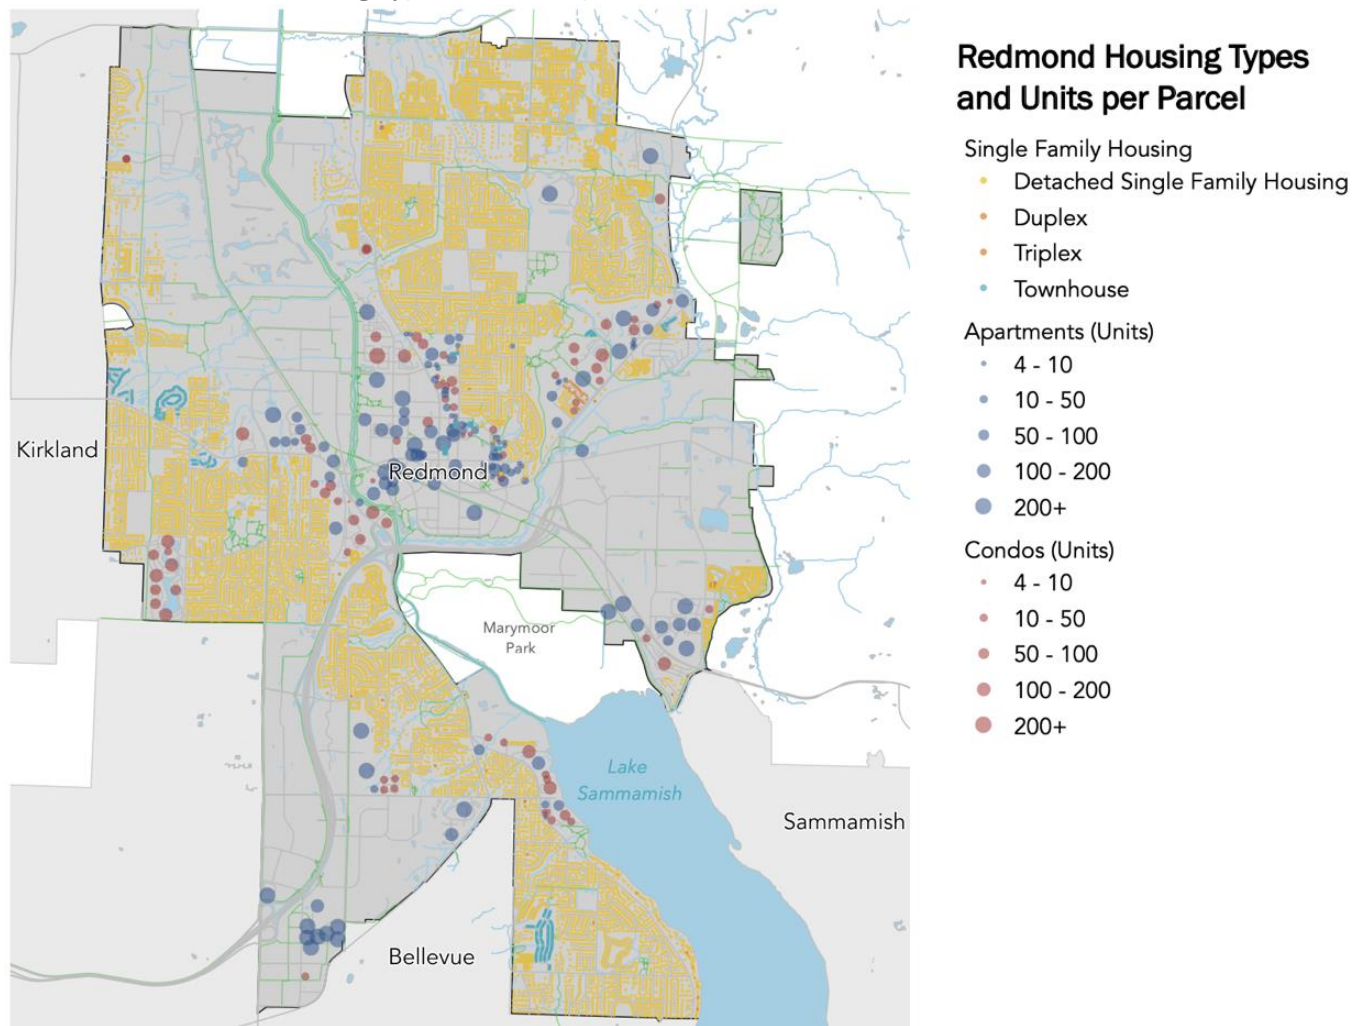 Redmond Housing Types
and Units per Parcel
Single Family Housing
Detached Single Family Housing
Duplex
Triplex
Townhouse
Apartments (Units)
4 - 10
10 - 50
50 - 100
100 - 200
200+
Condos (Units)
4 - 10
10 - 50
50 - 100
100 - 200
200+
Kirkland
Redmond
Marymoor
Park
Lake
Sammamish
Sammamish
Bellevue